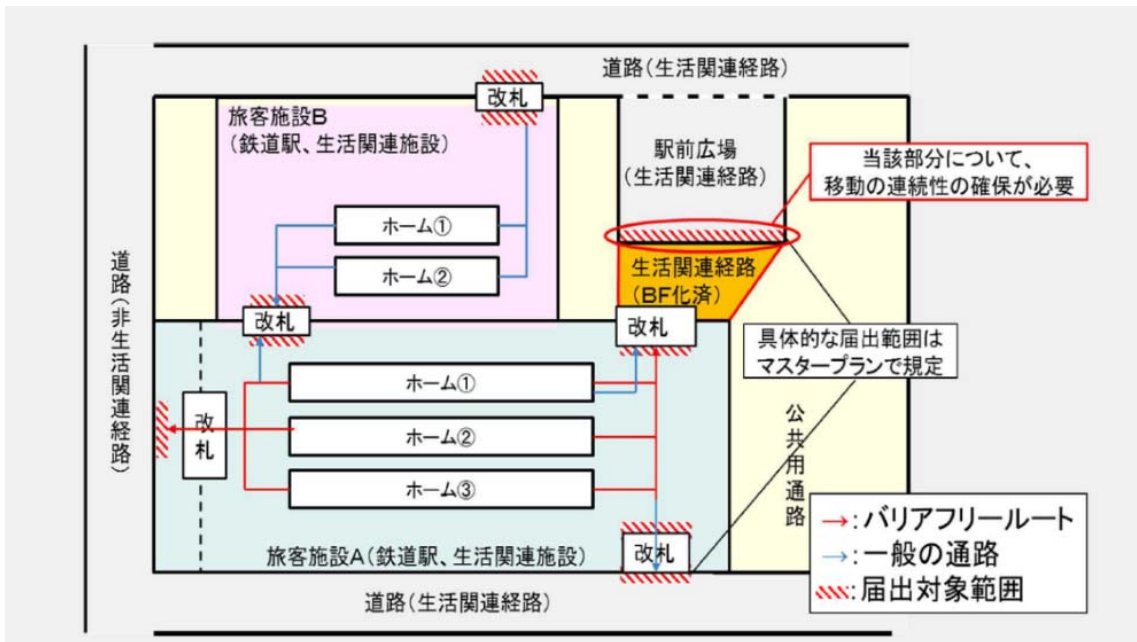 道路(生活関連経路)
改札
旅客施設B
(鉄道駅、生活関連施設)
駅前広場
(生活関連経路)
当該部分について、
移動の連続性の確保が必要
ホーム①
ホーム②
生活関連経路
(BF化済)
道路(非生活関連経路)
改札
改札
具体的な届出範囲は
マスタープランで規定
ホーム①
改札
ホーム②
ホーム③
公共用通路
旅客施設A(鉄道駅、生活関連施設)
改札
道路(生活関連経路)
→:バリアフリールート
→:一般の通路
:届出対象範囲